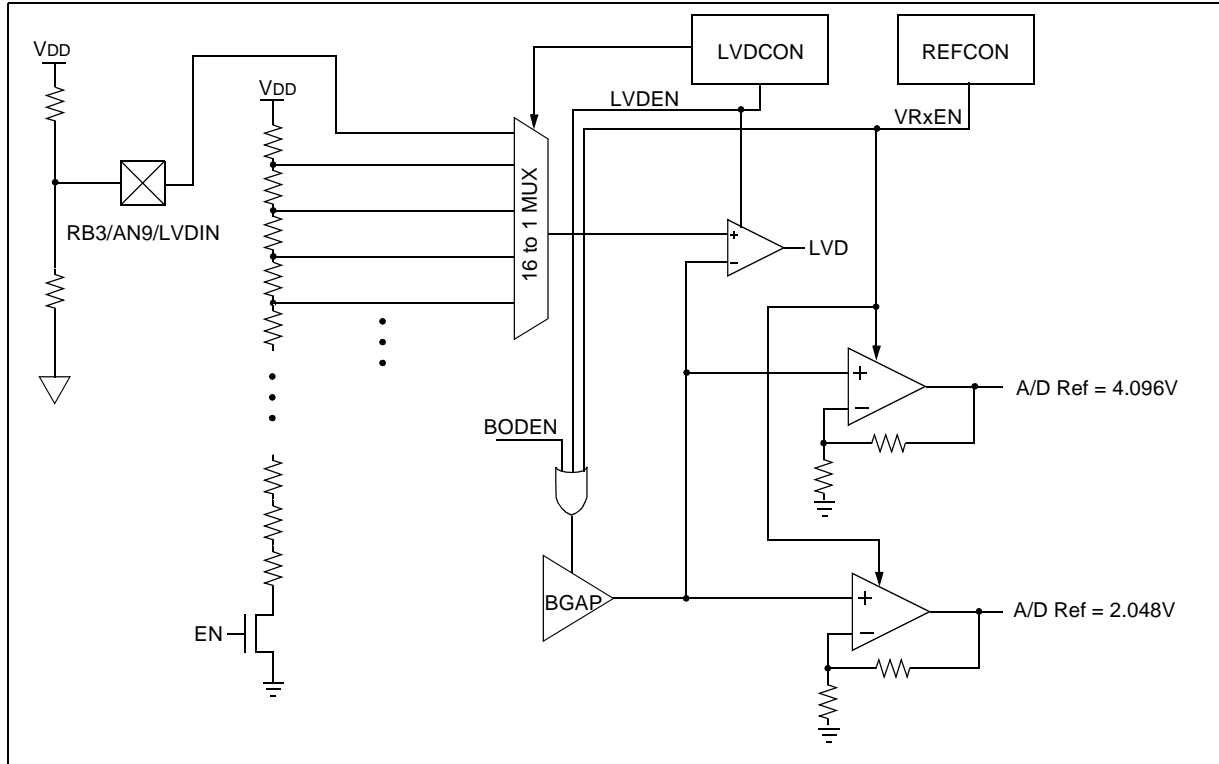 VDD
VDD
LVDCON
REFCON
LVDEN
VRxEN
16 to 1 MUX
RB3/AN9/LVDIN
+
–
LVD
+
–
A/D Ref = 4.096V
BODEN
BGAP
+
–
A/D Ref = 2.048V
EN